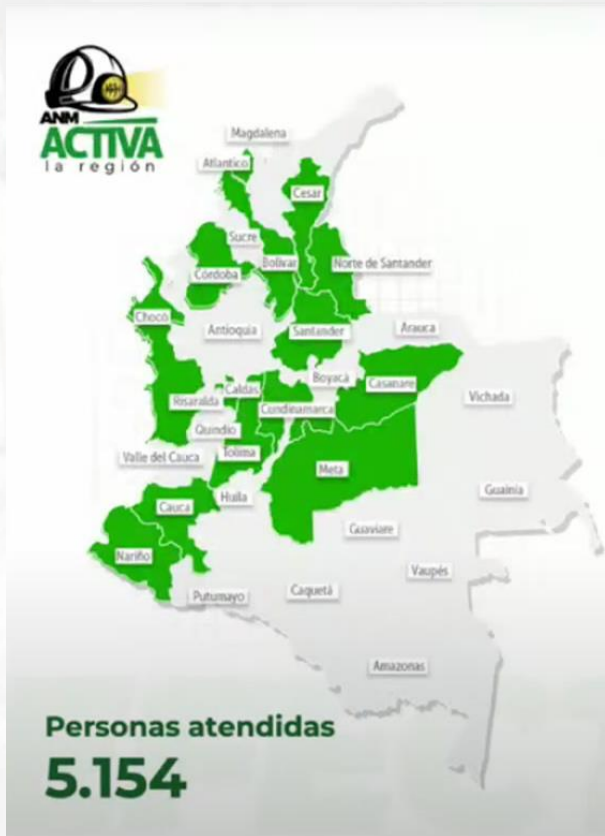 ANM
ACTIVA
la región
Magdalena
Atlantico
Cesar
Sucre
Bolívar
Norte de Santander
Córdoba
Chocó
Antioquia
Santander
Arauca
Boyacá
Casanare
Caldas
Vichada
Risaralda
Cundinamarca
Quindio
Tolima
Valle del Cauca
Meta
Huila
Guainía
Cauca
Guaviare
Nariño
Vaupés
Caquetá
Putumayo
Amazonas
Personas atendidas
5.154